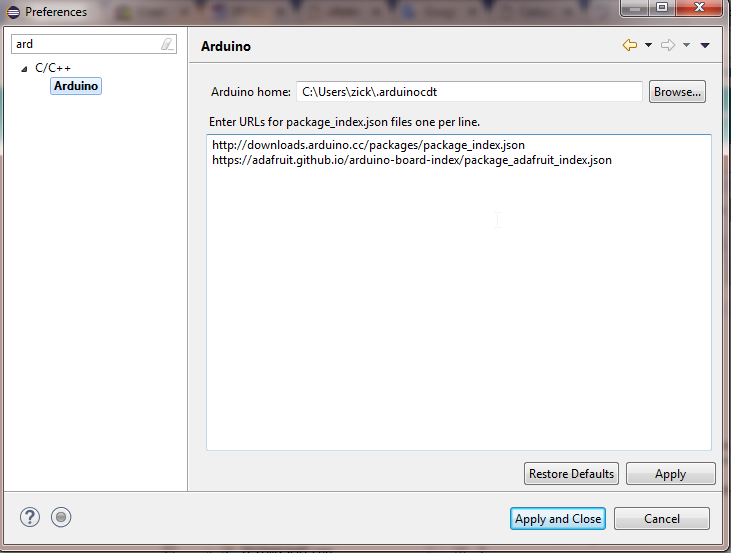 Preferences
ard
Arduino
C/C++
Arduino
Arduino home:
C:\Users\zick\.arduinocdt
Browse...
Enter URLs for package_index.json files one per line.
http://downloads.arduino.cc/packages/package_index.json
https://adafruit.github.io/arduino-board-index/package_adafruit_index.json
Restore Defaults
Apply
Apply and Close
Cancel